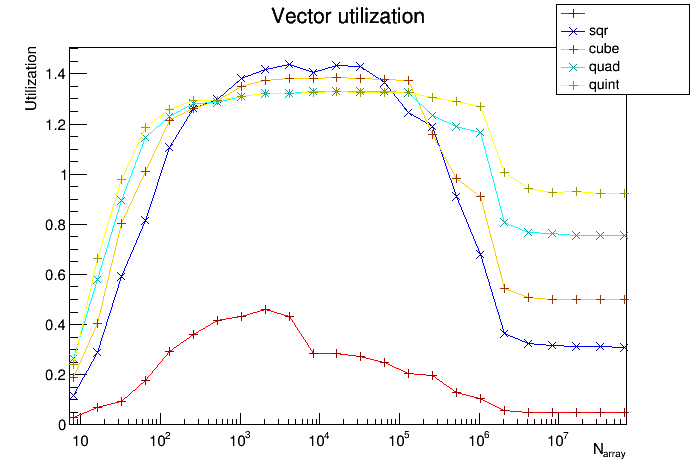 Vector utilization
sqr
cube
quad
quint
Utilization
1.4
1.2
1
0.8
0.6
0.4
0.2
0
10 10² 10³ 10⁴ 10⁵ 10⁶ 10⁷
N_array